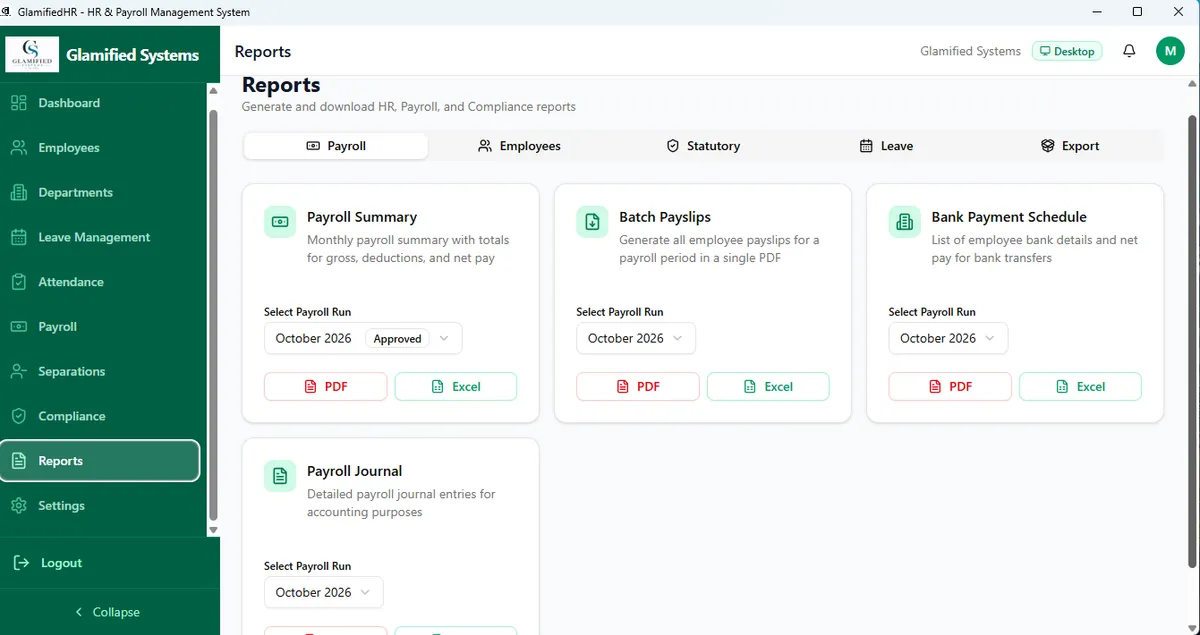 GlamifiedHR - HR & Payroll Management System
GS
GLAMIFIED
Glamified Systems
Reports
Glamified Systems
Desktop
M
Dashboard
Employees
Departments
Leave Management
Attendance
Payroll
Separations
Compliance
Reports
Settings
Logout
Collapse
Reports
Generate and download HR, Payroll, and Compliance reports
Payroll
Employees
Statutory
Leave
Export
Payroll Summary
Monthly payroll summary with totals
for gross, deductions, and net pay
Select Payroll Run
October 2026 Approved
PDF Excel
Batch Payslips
Generate all employee payslips for a
payroll period in a single PDF
Select Payroll Run
October 2026
PDF Excel
Bank Payment Schedule
List of employee bank details and net
pay for bank transfers
Select Payroll Run
October 2026
PDF Excel
Payroll Journal
Detailed payroll journal entries for
accounting purposes
Select Payroll Run
October 2026